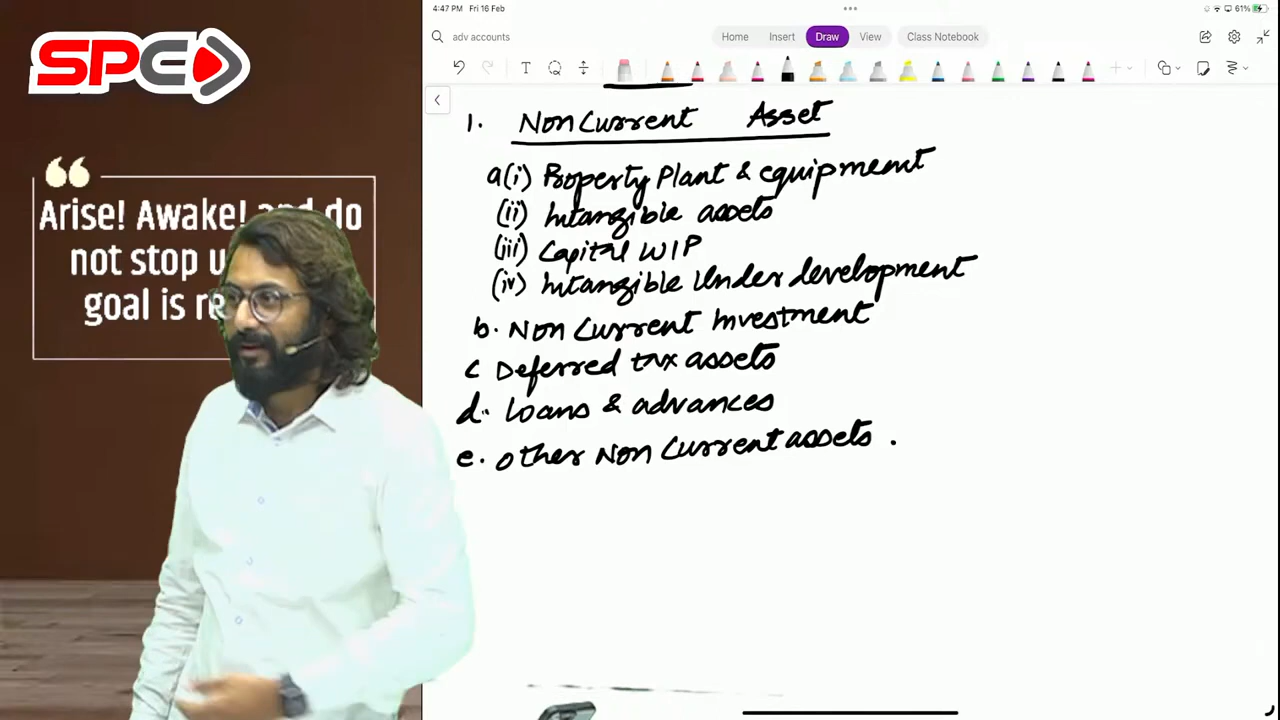 4:47 PM Fri 16 Feb
61%
adv accounts
Home Insert Draw View Class Notebook
SPED
Arise! Awake! and do
not stop u
goal is re
1. Non Current Asset
a(i) Property Plant & equipment
(ii) Intangible assets
(iii) Capital WIP
(iv) Intangible Under development
b. Non Current Investment
c Deferred tax assets
d. Loans & advances
e. Other Non Current assets.